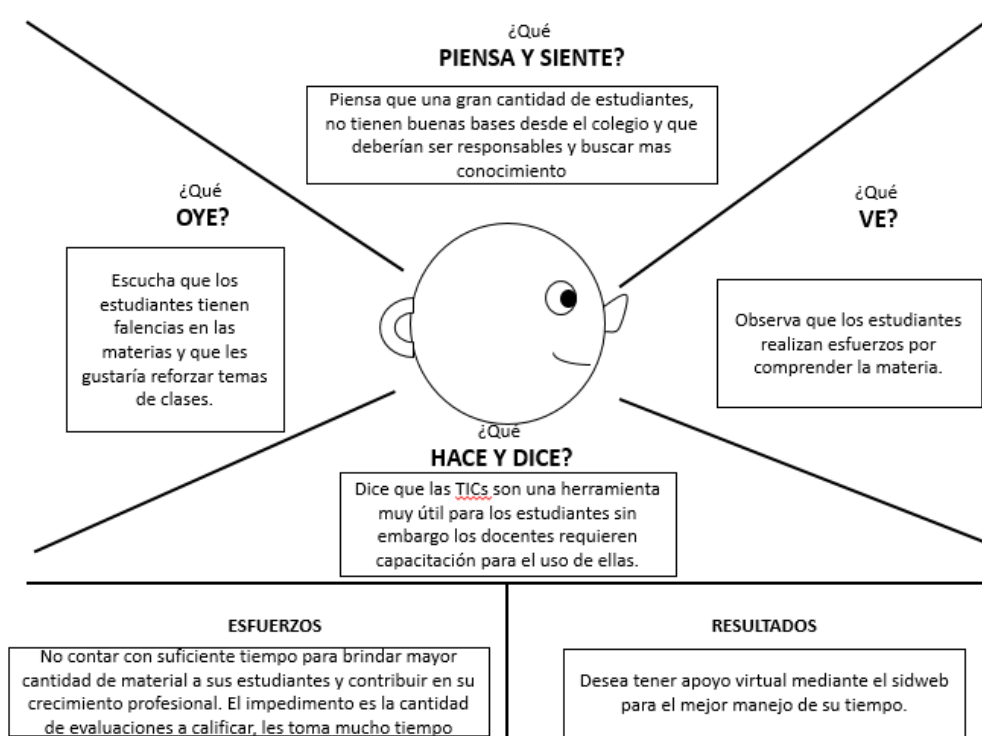 ¿Qué
PIENSA Y SIENTE?
Piensa que una gran cantidad de estudiantes,
no tienen buenas bases desde el colegio y que
deberían ser responsables y buscar mas
conocimiento
¿Qué
OYE?
Escucha que los
estudiantes tienen
falencias en las
materias y que les
gustaría reforzar temas
de clases.
¿Qué
VE?
Observa que los estudiantes
realizan esfuerzos por
comprender la materia.
¿Qué
HACE Y DICE?
Dice que las TICs son una herramienta
muy útil para los estudiantes sin
embargo los docentes requieren
capacitación para el uso de ellas.
ESFUERZOS
No contar con suficiente tiempo para brindar mayor
cantidad de material a sus estudiantes y contribuir en su
crecimiento profesional. El impedimento es la cantidad
de evaluaciones a calificar, les toma mucho tiempo
RESULTADOS
Desea tener apoyo virtual mediante el sidweb
para el mejor manejo de su tiempo.